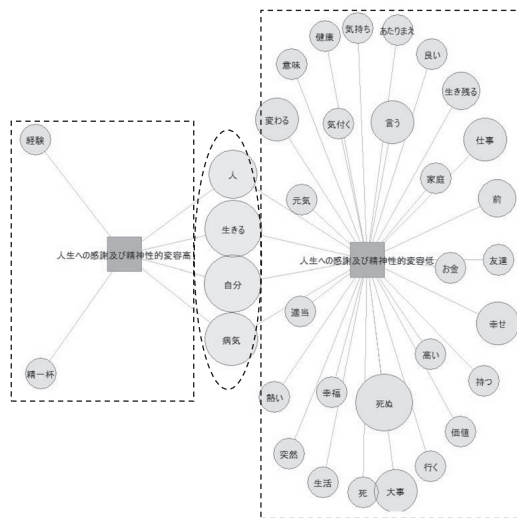 経験
人生への感謝及び精神性的変容高
精一杯
人
生きる
自分
病気
健康
気持ち
あたりまえ
意味
良い
生き残る
変わる
気付く
言う
仕事
家庭
元気
前
人生への感謝及び精神性的変容低
お金
友達
適当
幸せ
高い
持つ
熱い
幸福
死ぬ
価値
突然
生活
死
大事
行く